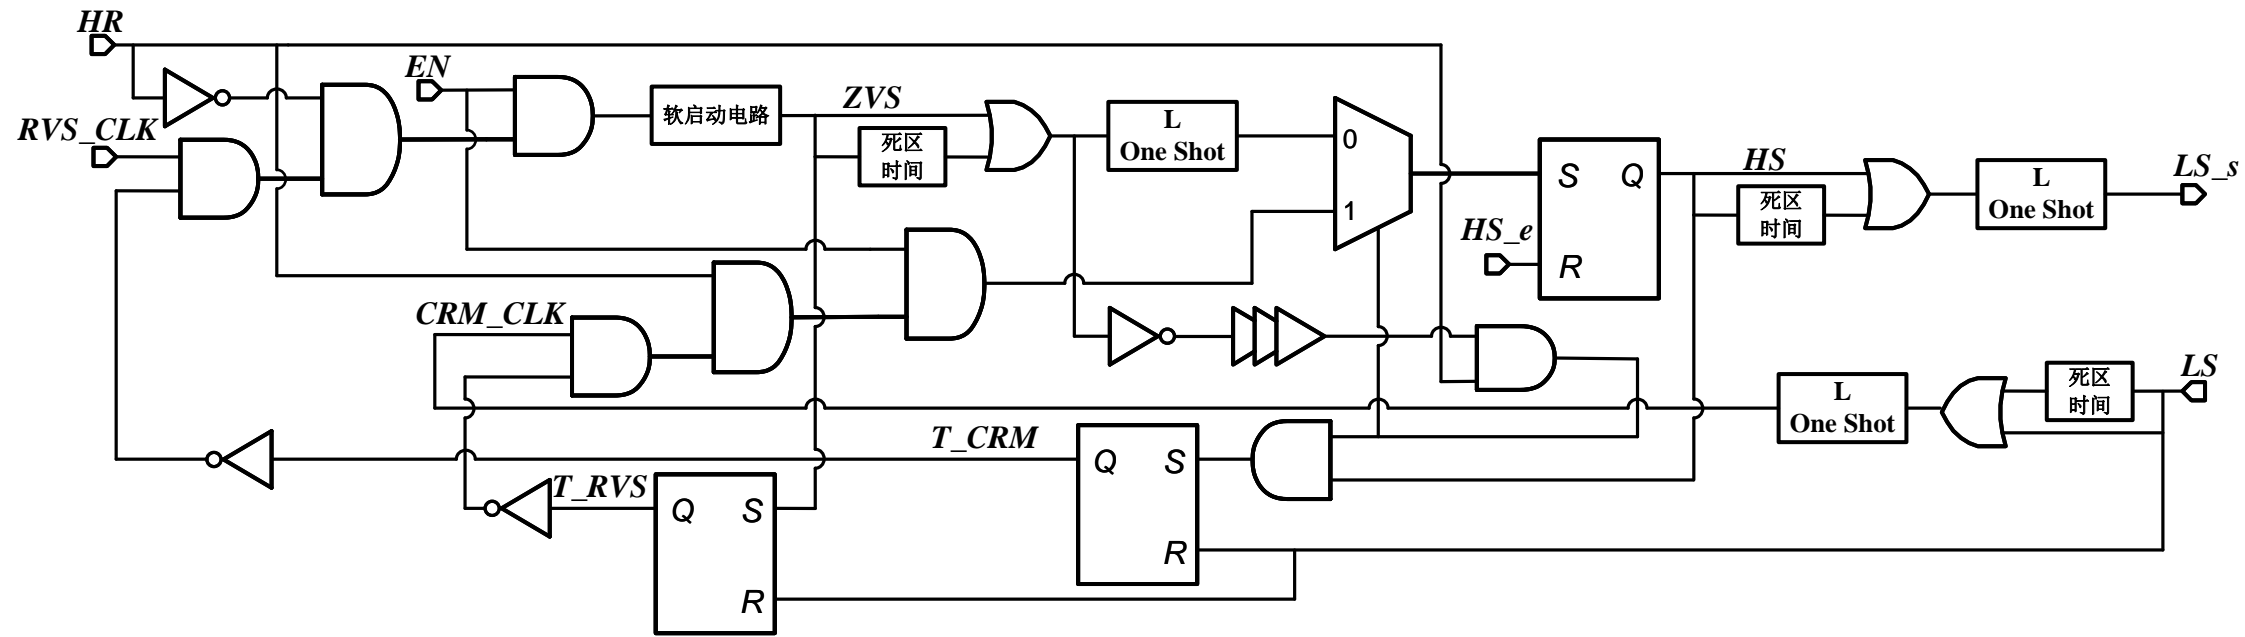 HR
EN
RVS_CLK
软启动电路
ZVS
死区
时间
L
One Shot
0
1
S
Q
R
HS_e
HS
死区
时间
L
One Shot
LS_s
CRM_CLK
LS
死区
时间
L
One Shot
T_CRM
Q
S
R
T_RVS
Q
S
R